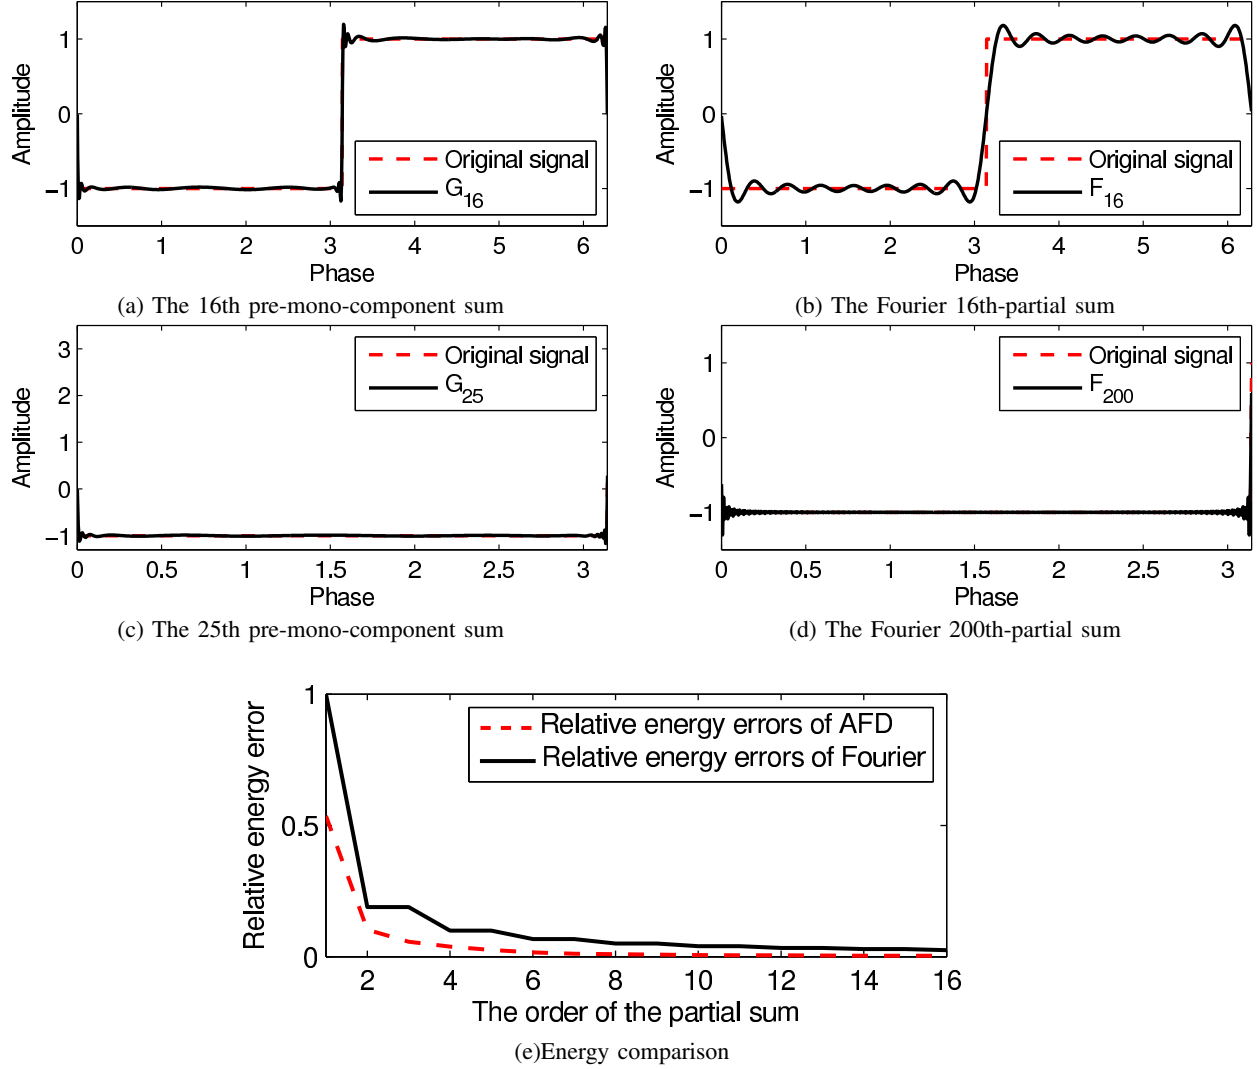 1
0
−1
Amplitude
Original signal
G16
0 1 2 3 4 5 6
Phase
(a) The 16th pre-mono-component sum
1
0
−1
Amplitude
Original signal
F16
0 1 2 3 4 5 6
Phase
(b) The Fourier 16th-partial sum
3
2
1
0
−1
Amplitude
Original signal
G25
0 0.5 1 1.5 2 2.5 3
Phase
(c) The 25th pre-mono-component sum
1
0
−1
Amplitude
Original signal
F200
0 0.5 1 1.5 2 2.5 3
Phase
(d) The Fourier 200th-partial sum
1
0.5
0
Relative energy error
Relative energy errors of AFD
Relative energy errors of Fourier
2 4 6 8 10 12 14 16
The order of the partial sum
(e)Energy comparison